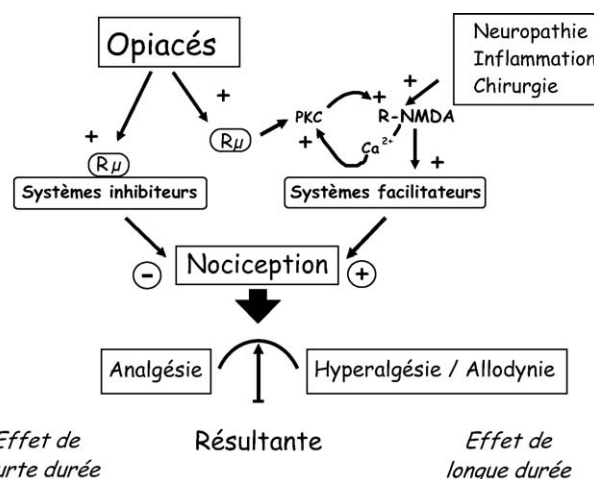 Opiacés
Neuropathie
Inflammation
Chirurgie
+
+
+
PKC
R-NMDA
Rμ
+
+
Ca²⁺
+
Rμ
Systèmes inhibiteurs
Systèmes facilitateurs
−
Nociception
+
Analgésie
Hyperalgésie / Allodynie
Effet de
Résultante
Effet de
durée
longue durée